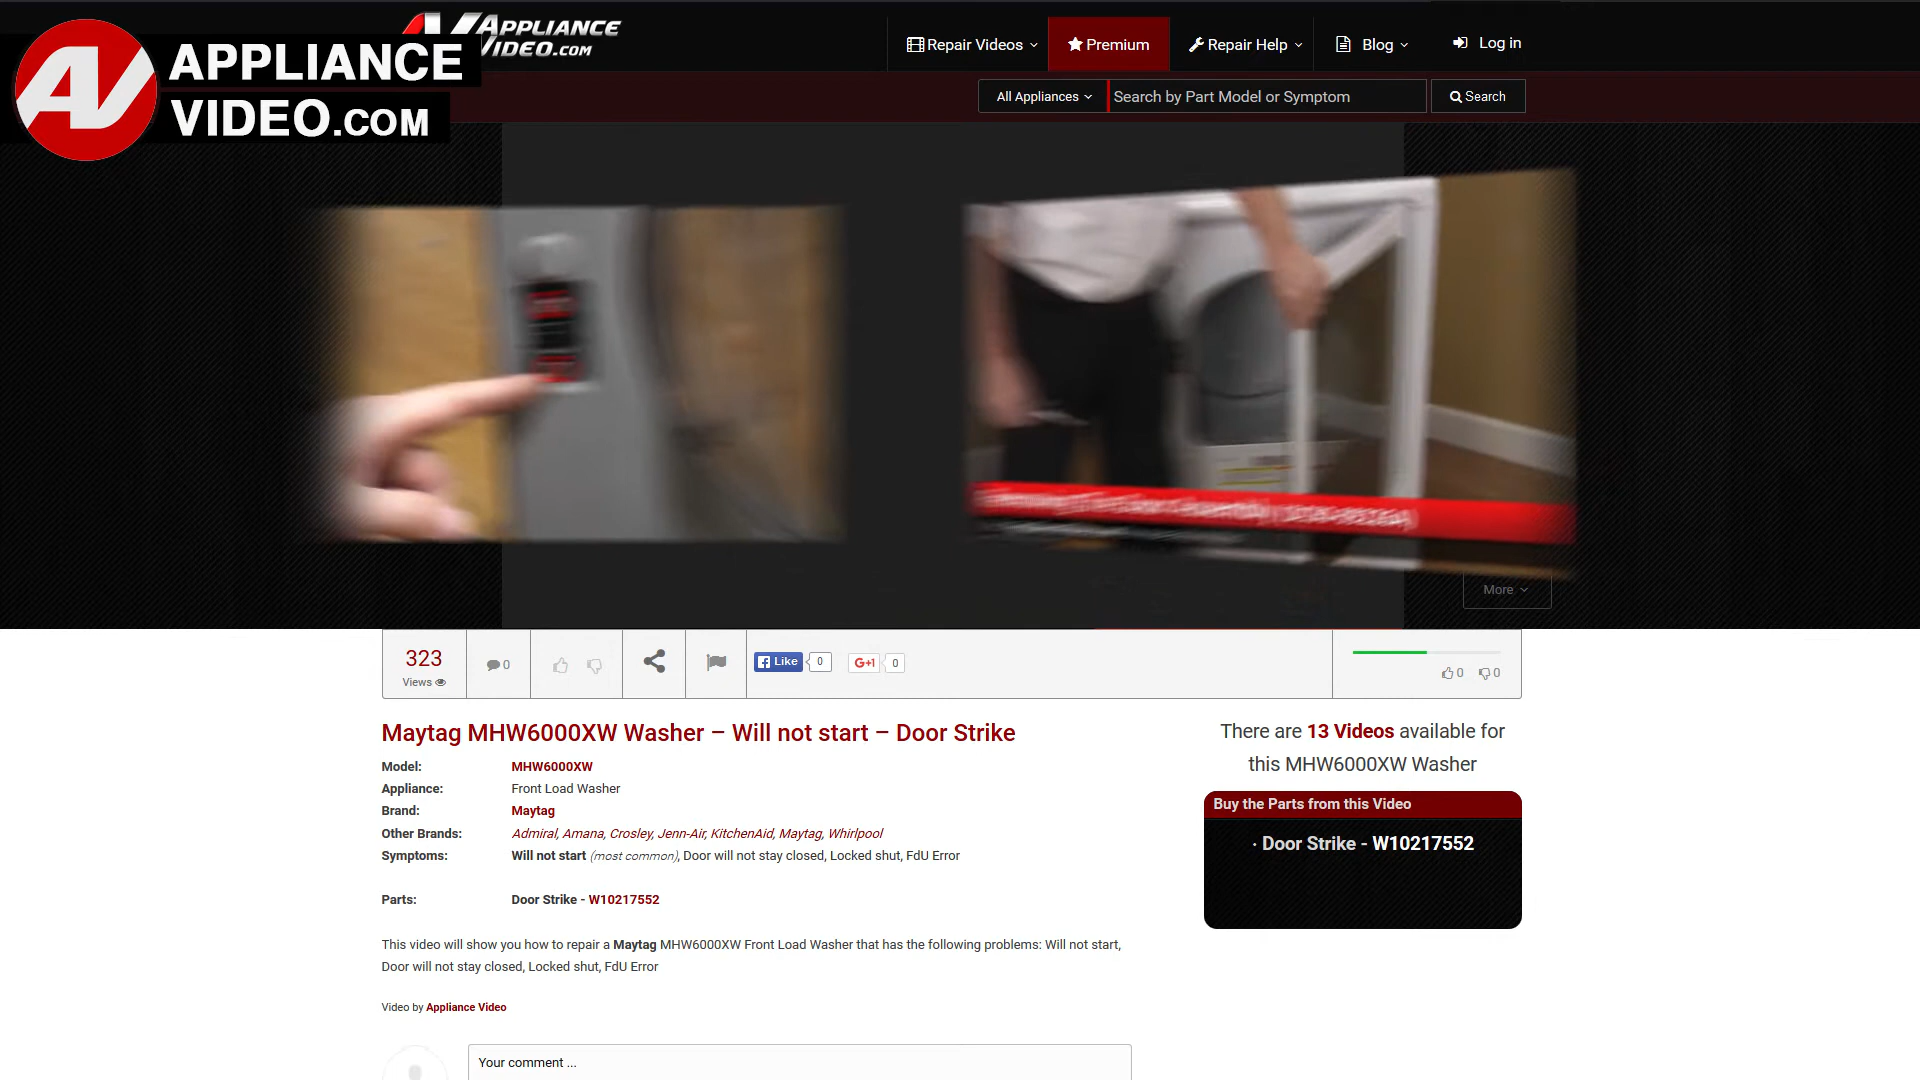 APPLIANCE
VIDEO.COM
APPLIANCE
VIDEO.COM
Repair Videos
Premium
Repair Help
Blog
Log in
All Appliances
Search by Part Model or Symptom
Search
More
323
Views
0
Like
0
G+1
0
0
0
Maytag MHW6000XW Washer – Will not start – Door Strike
Model: MHW6000XW
Appliance: Front Load Washer
Brand: Maytag
Other Brands: Admiral, Amana, Crosley, Jenn-Air, KitchenAid, Maytag, Whirlpool
Symptoms: Will not start (most common), Door will not stay closed, Locked shut, FdU Error
Parts: Door Strike - W10217552
This video will show you how to repair a Maytag MHW6000XW Front Load Washer that has the following problems: Will not start,
Door will not stay closed, Locked shut, FdU Error
Video by Appliance Video
Your comment ...
There are 13 Videos available for
this MHW6000XW Washer
Buy the Parts from this Video
· Door Strike - W10217552